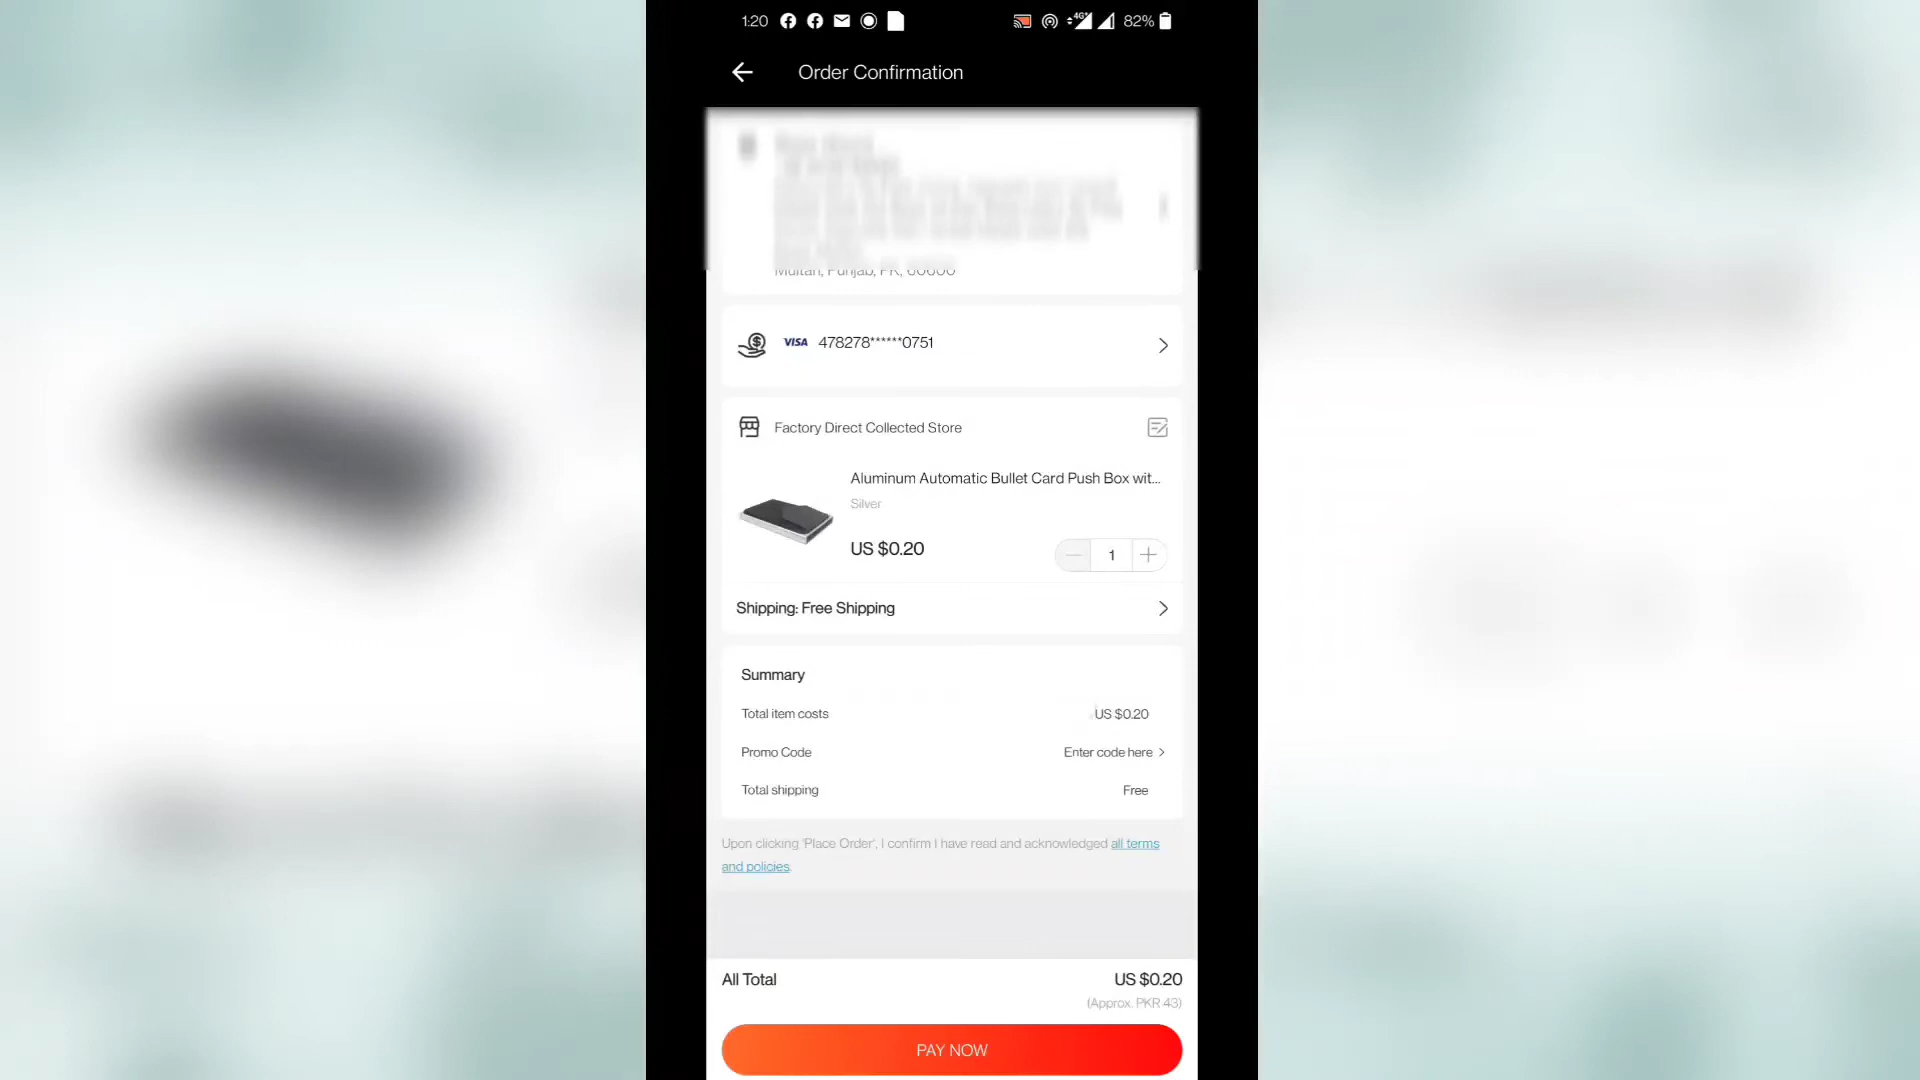 1:20
4G+
82%
Order Confirmation
Multan, Punjab, PK, 60600
VISA 478278******0751
Factory Direct Collected Store
Aluminum Automatic Bullet Card Push Box wit...
Silver
US $0.20
1
Shipping: Free Shipping
Summary
Total item costs US $0.20
Promo Code Enter code here >
Total shipping Free
Upon clicking 'Place Order', I confirm I have read and acknowledged all terms
and policies.
All Total US $0.20
(Approx. PKR 43)
PAY NOW